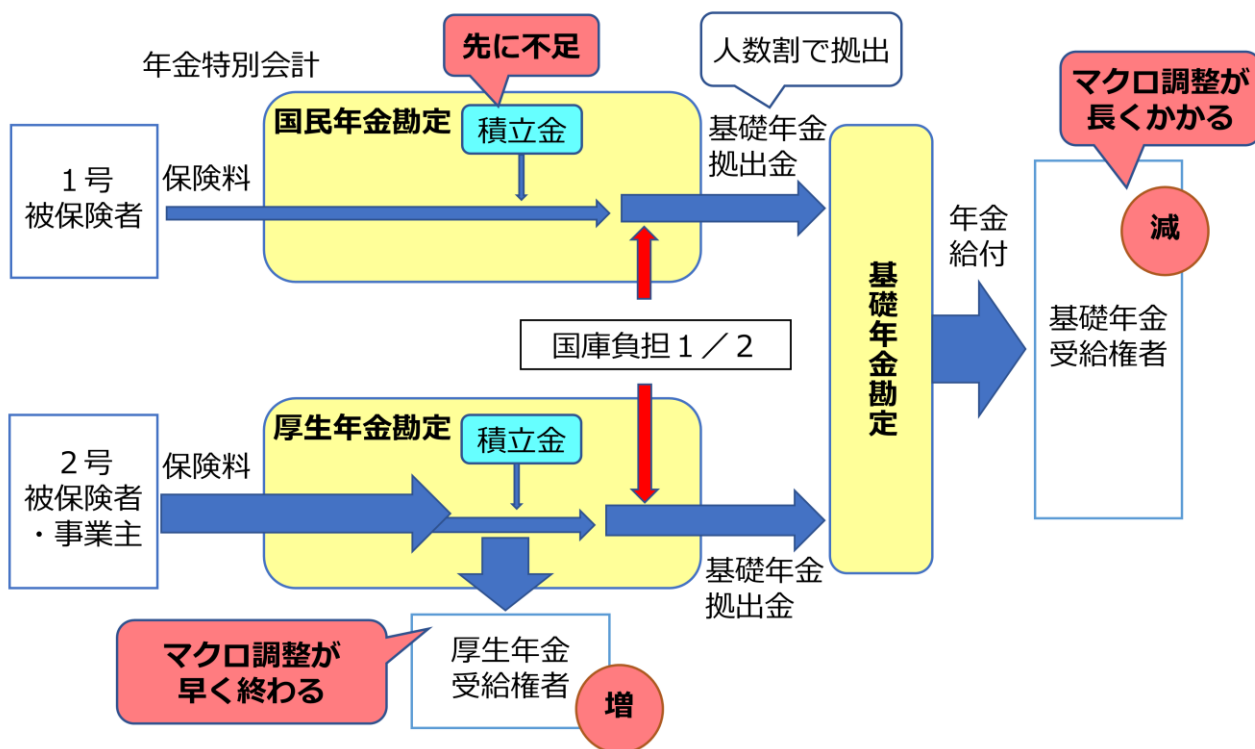 年金特別会計
先に不足
人数割で拠出
マクロ調整が
長くかかる
国民年金勘定
積立金
基礎年金
拠出金
1号
被保険者
保険料
年金
給付
減
基礎年金勘定
基礎年金
受給権者
国庫負担1／2
厚生年金勘定
積立金
2号
被保険者
・事業主
保険料
基礎年金
拠出金
マクロ調整が
早く終わる
厚生年金
受給権者
増